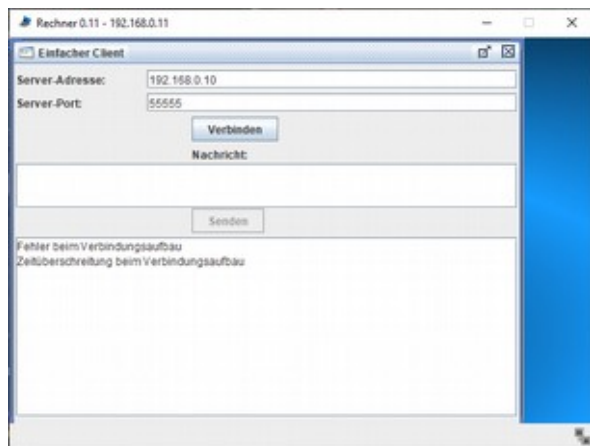 Rechner 0.11 - 192.168.0.11
Einfacher Client
Server-Adresse: 192.168.0.10
Server-Port: 55555
Verbinden
Nachricht:
Senden
Fehler beim Verbindungsaufbau
Zeitüberschreitung beim Verbindungsaufbau